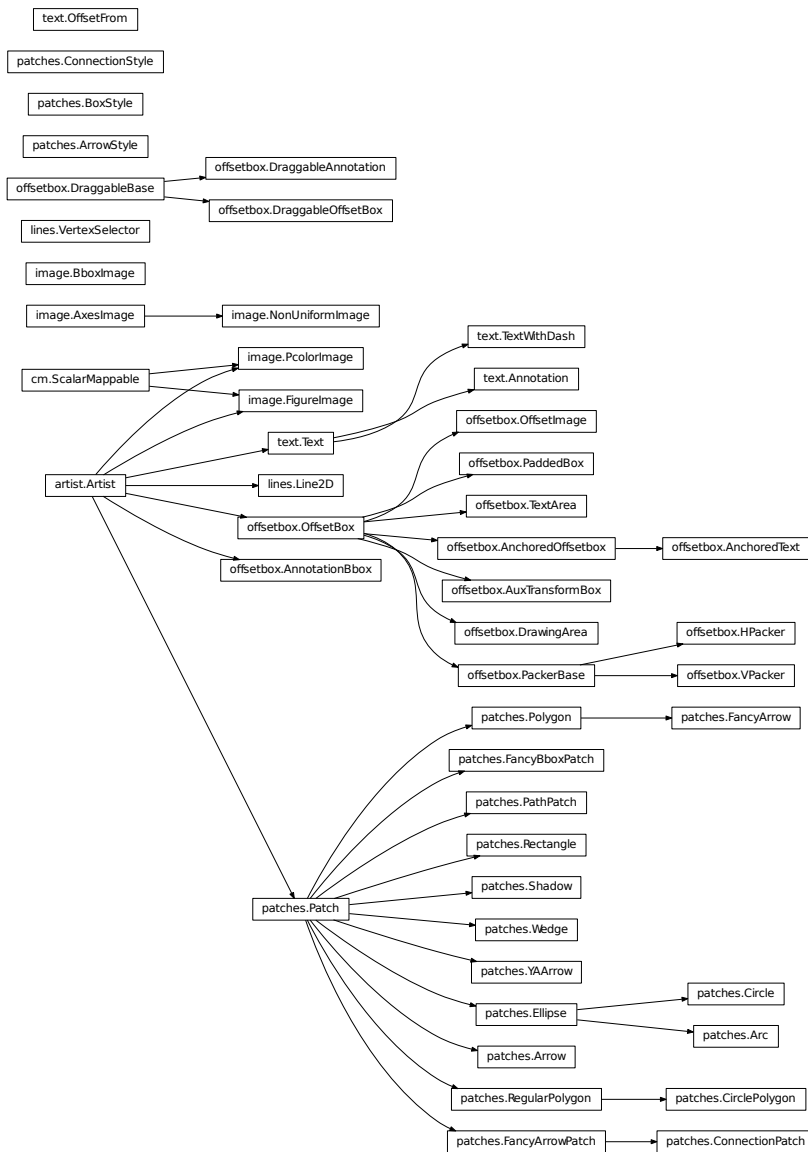 text.OffsetFrom
patches.ConnectionStyle
patches.BoxStyle
patches.ArrowStyle
offsetbox.DraggableAnnotation
offsetbox.DraggableBase
offsetbox.DraggableOffsetBox
lines.VertexSelector
image.BboxImage
image.AxesImage
image.NonUniformImage
text.TextWithDash
image.PcolorImage
cm.ScalarMappable
text.Annotation
image.FigureImage
offsetbox.OffsetImage
text.Text
offsetbox.PaddedBox
artist.Artist
lines.Line2D
offsetbox.TextArea
offsetbox.OffsetBox
offsetbox.AnchoredOffsetbox
offsetbox.AnchoredText
offsetbox.AnnotationBbox
offsetbox.AuxTransformBox
offsetbox.DrawingArea
offsetbox.HPacker
offsetbox.PackerBase
offsetbox.VPacker
patches.Polygon
patches.FancyArrow
patches.FancyBboxPatch
patches.PathPatch
patches.Rectangle
patches.Shadow
patches.Patch
patches.Wedge
patches.YAArrow
patches.Circle
patches.Ellipse
patches.Arc
patches.Arrow
patches.RegularPolygon
patches.CirclePolygon
patches.FancyArrowPatch
patches.ConnectionPatch